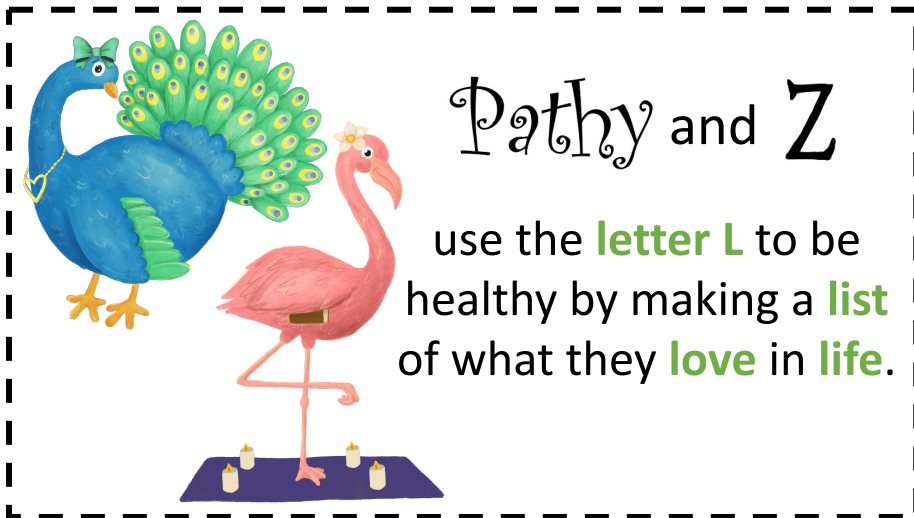 Pathy and Z
use the letter L to be
healthy by making a list
of what they love in life.